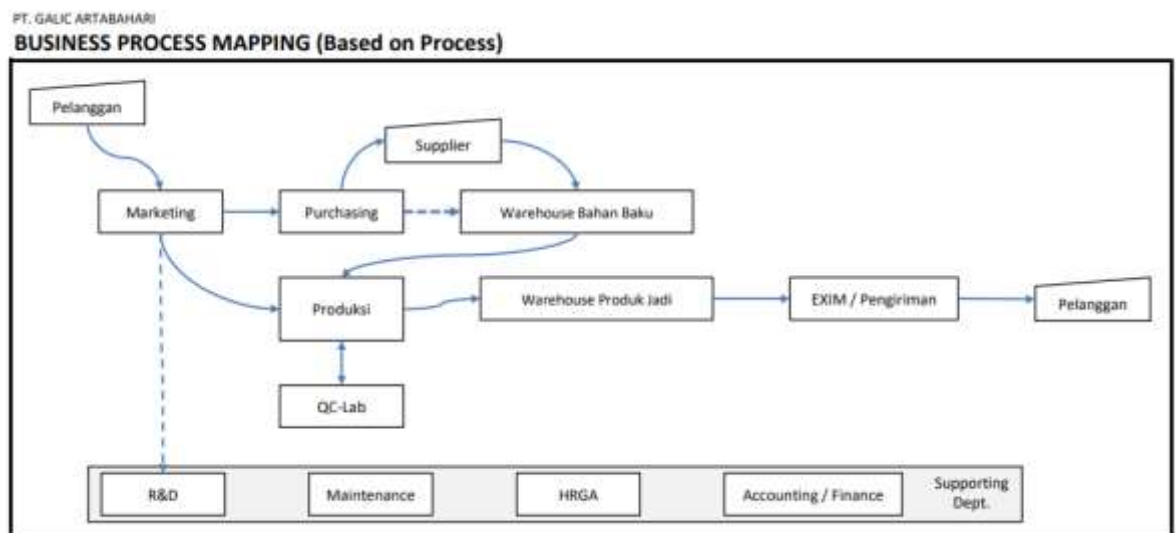 PT. GALIC ARTABAHARI
BUSINESS PROCESS MAPPING (Based on Process)
Pelanggan
Supplier
Marketing
Purchasing
Warehouse Bahan Baku
Produksi
Warehouse Produk Jadi
EXIM / Pengiriman
Pelanggan
QC-Lab
R&D
Maintenance
HRGA
Accounting / Finance
Supporting
Dept.